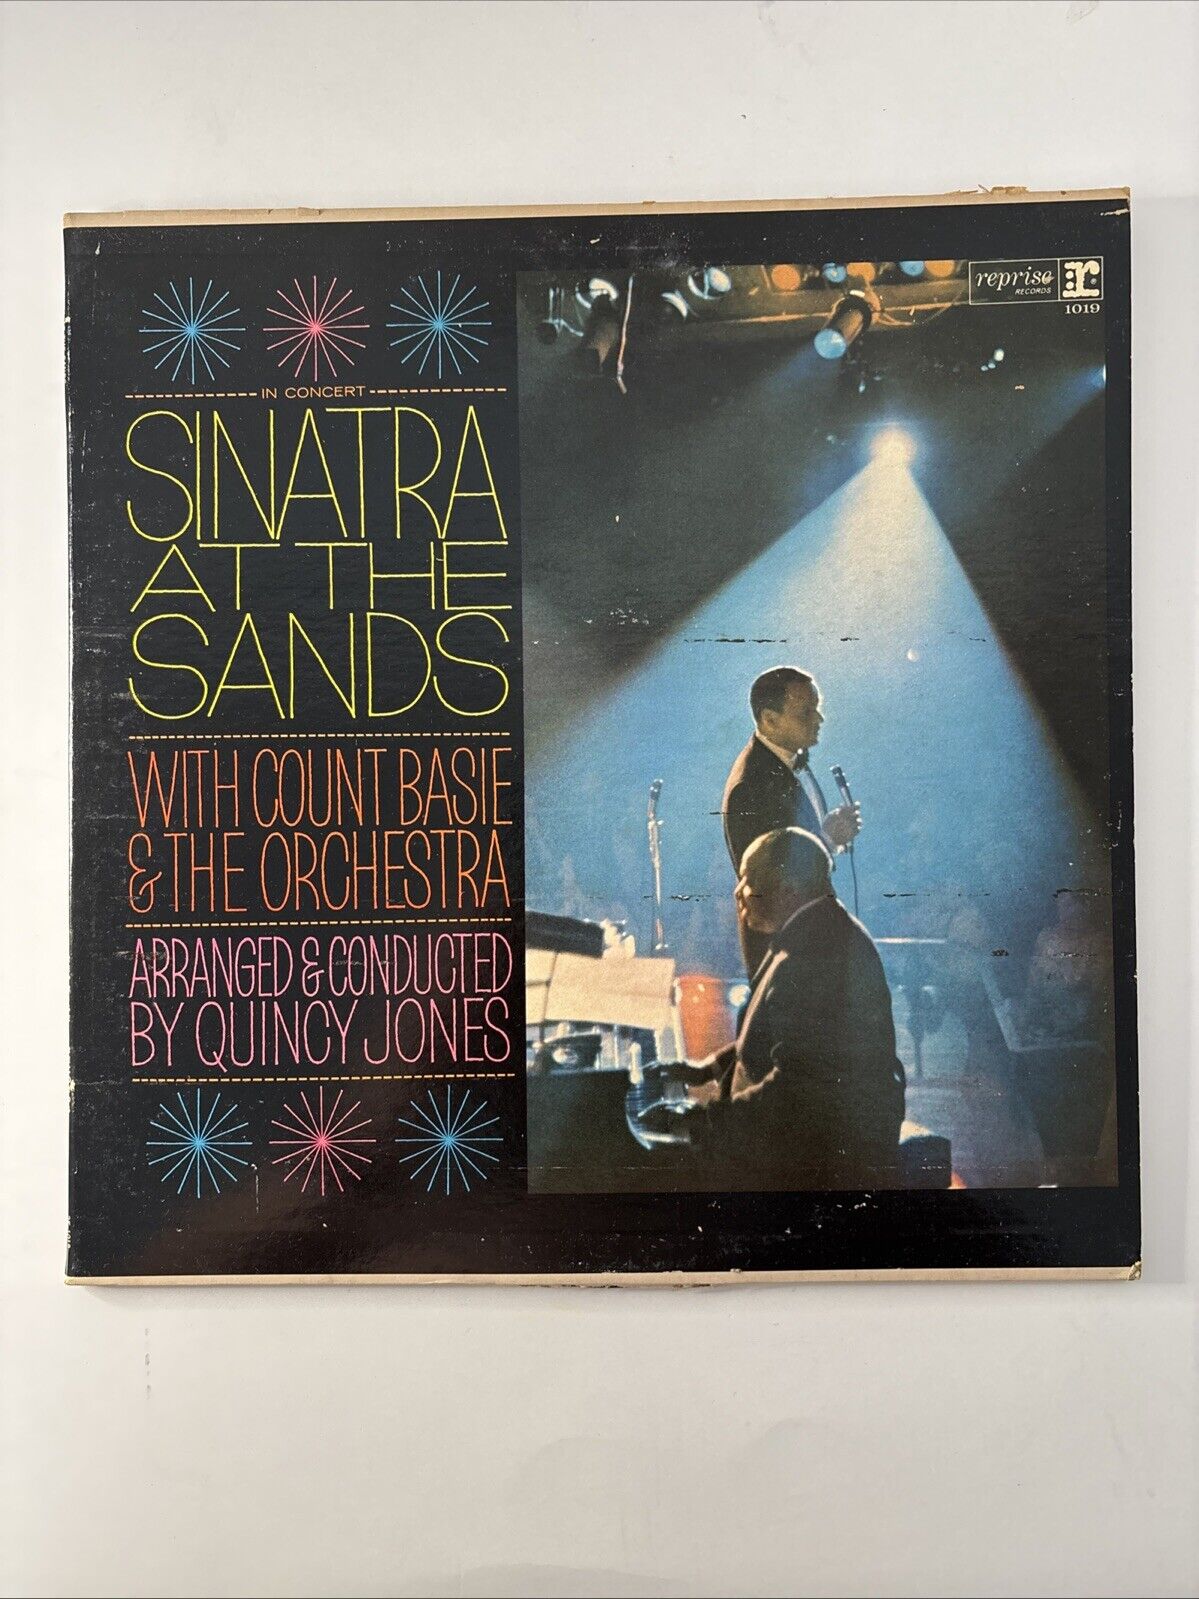 IN CONCERT
SINATRA
AT THE
SANDS
WITH COUNT BASIE
& THE ORCHESTRA
ARRANGED & CONDUCTED
BY QUINCY JONES
reprise
RECORDS
r:
1019